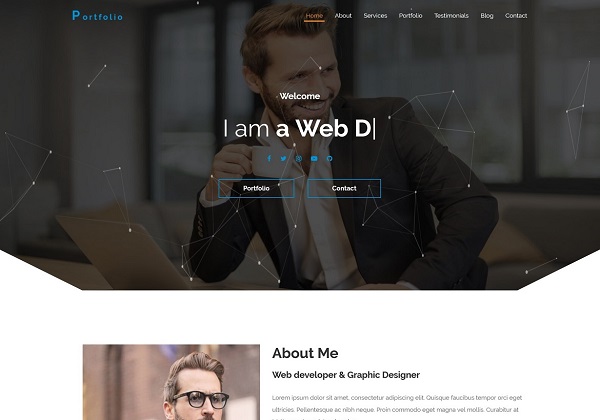 Portfolio
Home About Services Portfolio Testimonials Blog Contact
Welcome
I am a Web D|
Portfolio Contact
About Me
Web developer & Graphic Designer
Lorem ipsum dolor sit amet, consectetur adipiscing elit. Quisque faucibus tempor orci eget
ultricies. Pellentesque ac nibh neque. Proin commodo eget magna vel mollis. Curabitur at